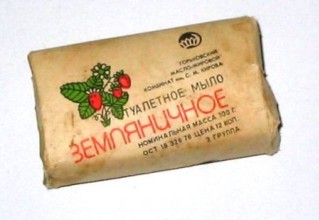 ГОРЬКОВСКИЙ
МАСЛО-ЖИРОВОЙ
КОМБИНАТ им. С. М. КИРОВА
ТУАЛЕТНОЕ МЫЛО
ЗЕМЛЯНИЧНОЕ
НОМИНАЛЬНАЯ МАССА 100 Г.
ОСТ 18 326 78 ЦЕНА 12 КОП.
3 ГРУППА